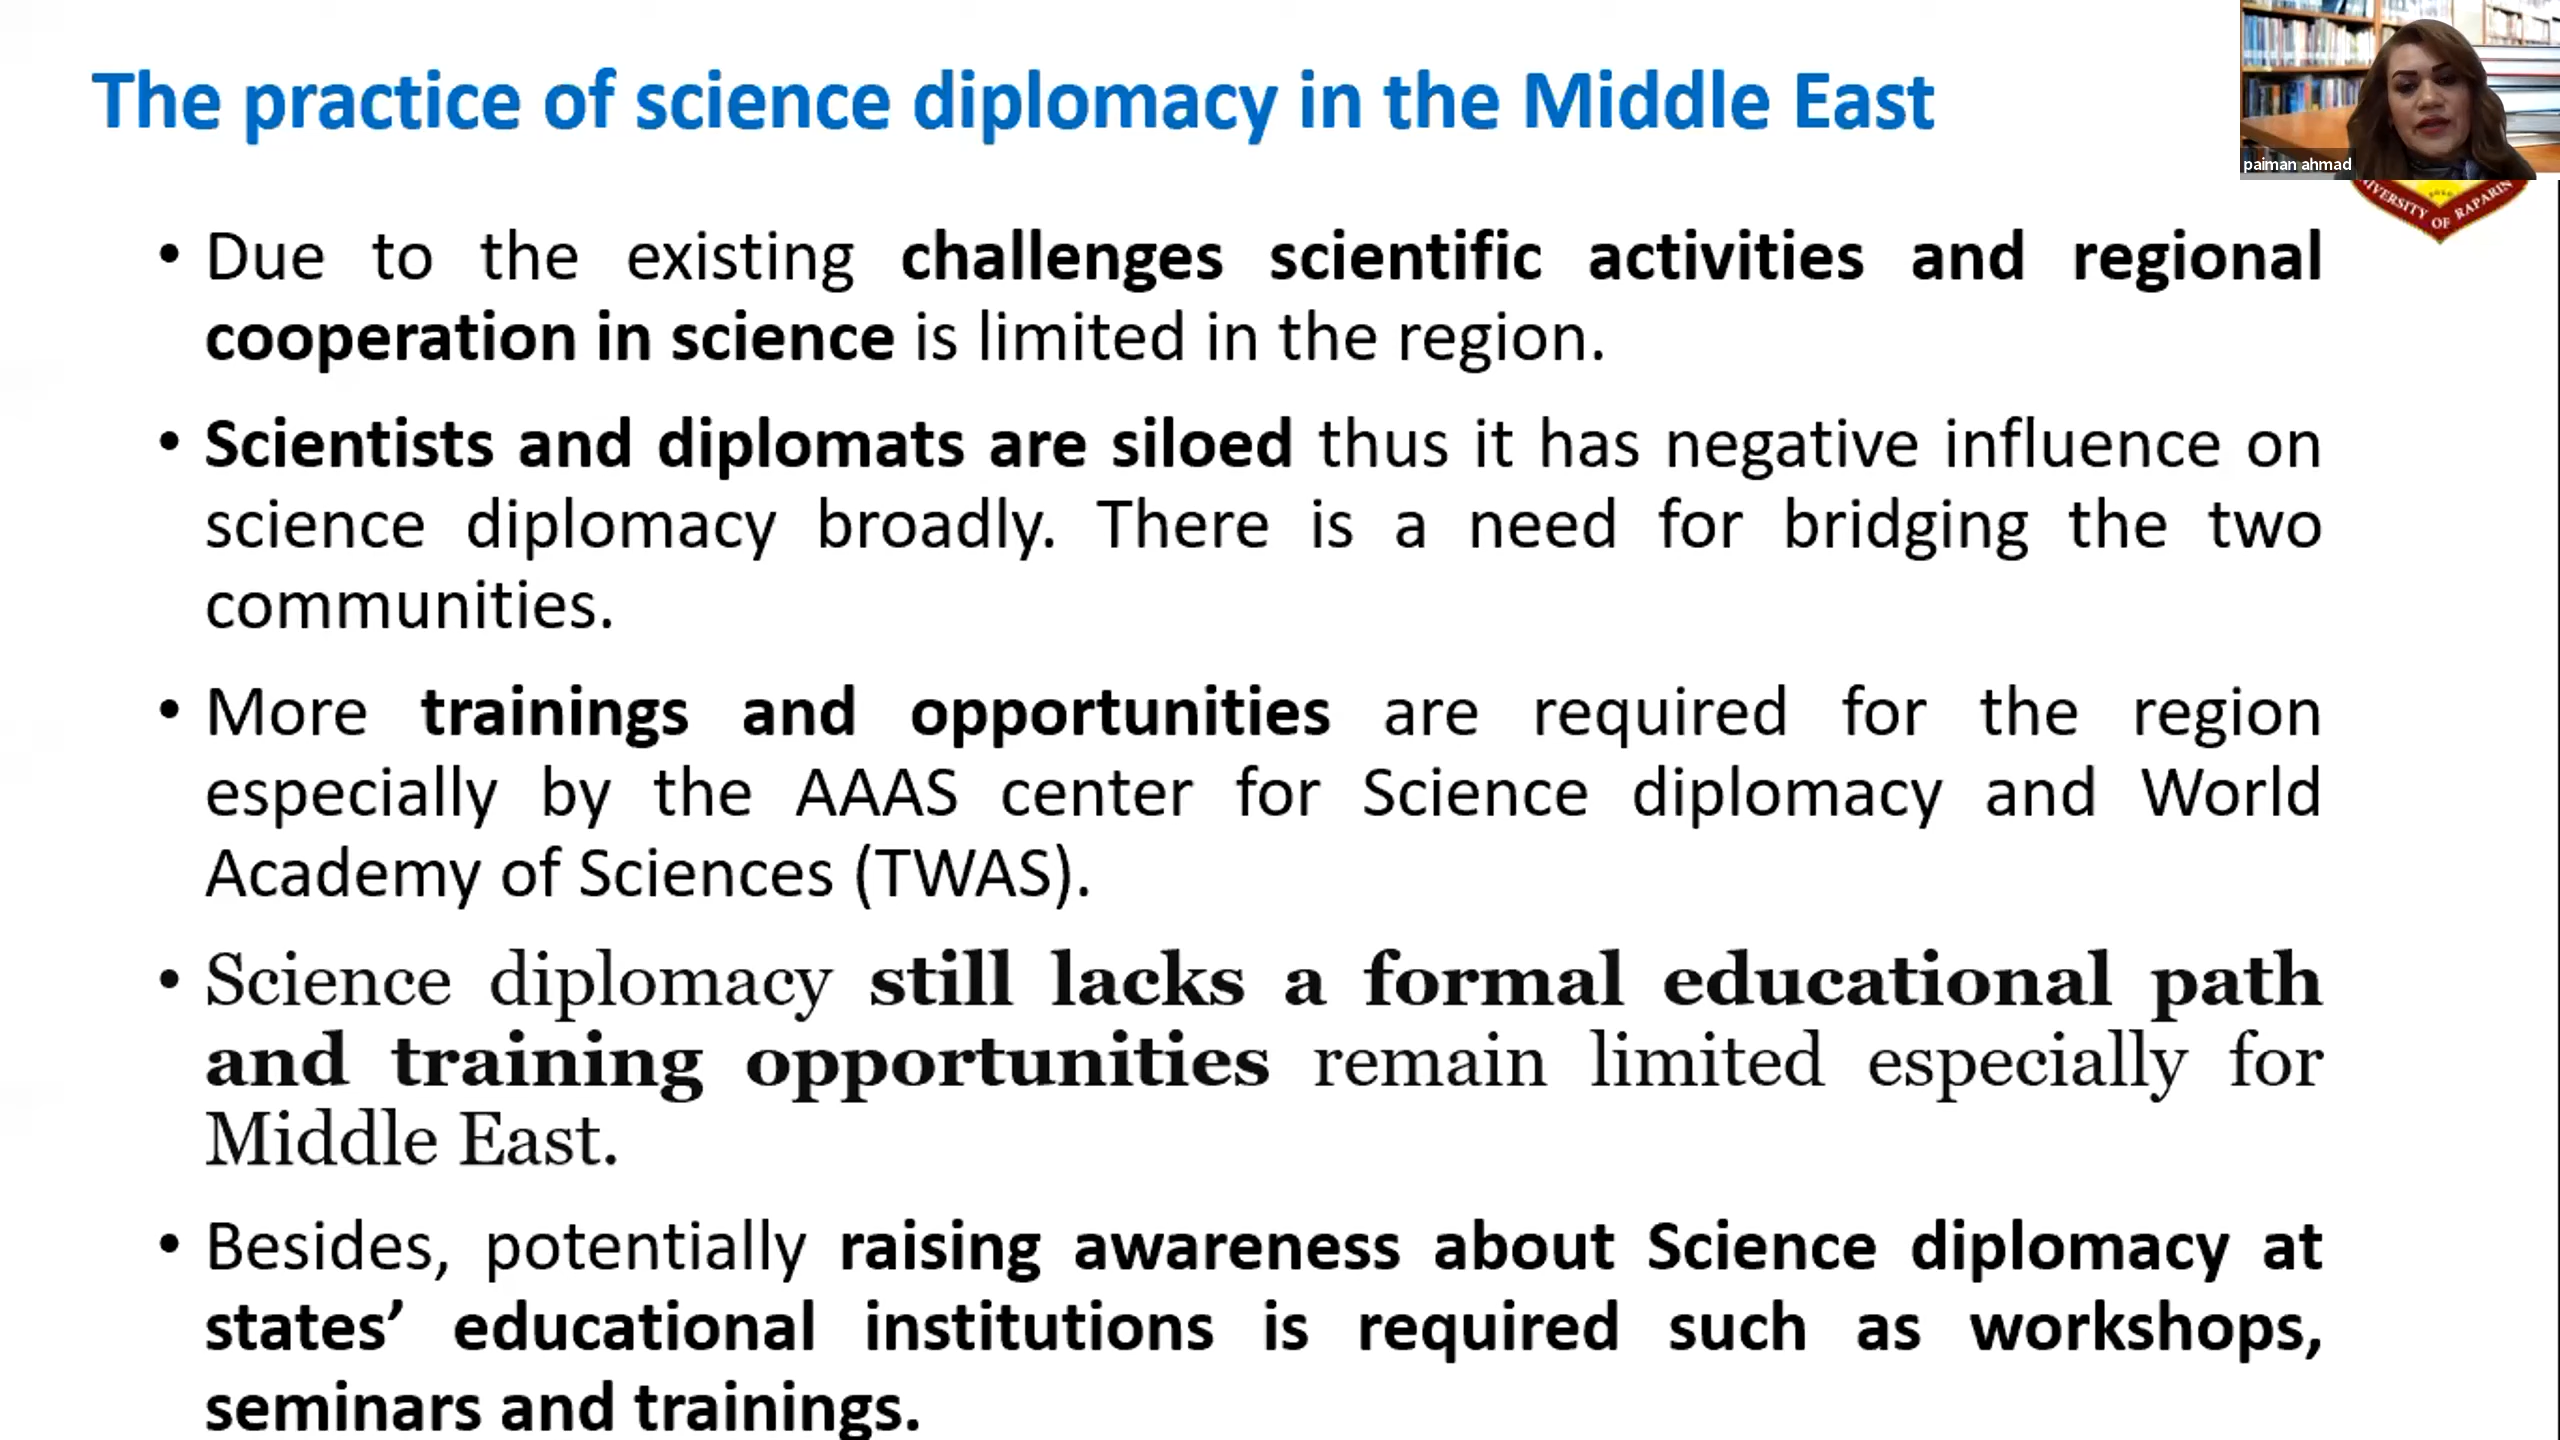 The practice of science diplomacy in the Middle East
paiman ahmad
UNIVERSITY OF RAPARIN
• Due to the existing challenges scientific activities and regional
cooperation in science is limited in the region.
• Scientists and diplomats are siloed thus it has negative influence on
science diplomacy broadly. There is a need for bridging the two
communities.
• More trainings and opportunities are required for the region
especially by the AAAS center for Science diplomacy and World
Academy of Sciences (TWAS).
• Science diplomacy still lacks a formal educational path
and training opportunities remain limited especially for
Middle East.
• Besides, potentially raising awareness about Science diplomacy at
states’ educational institutions is required such as workshops,
seminars and trainings.